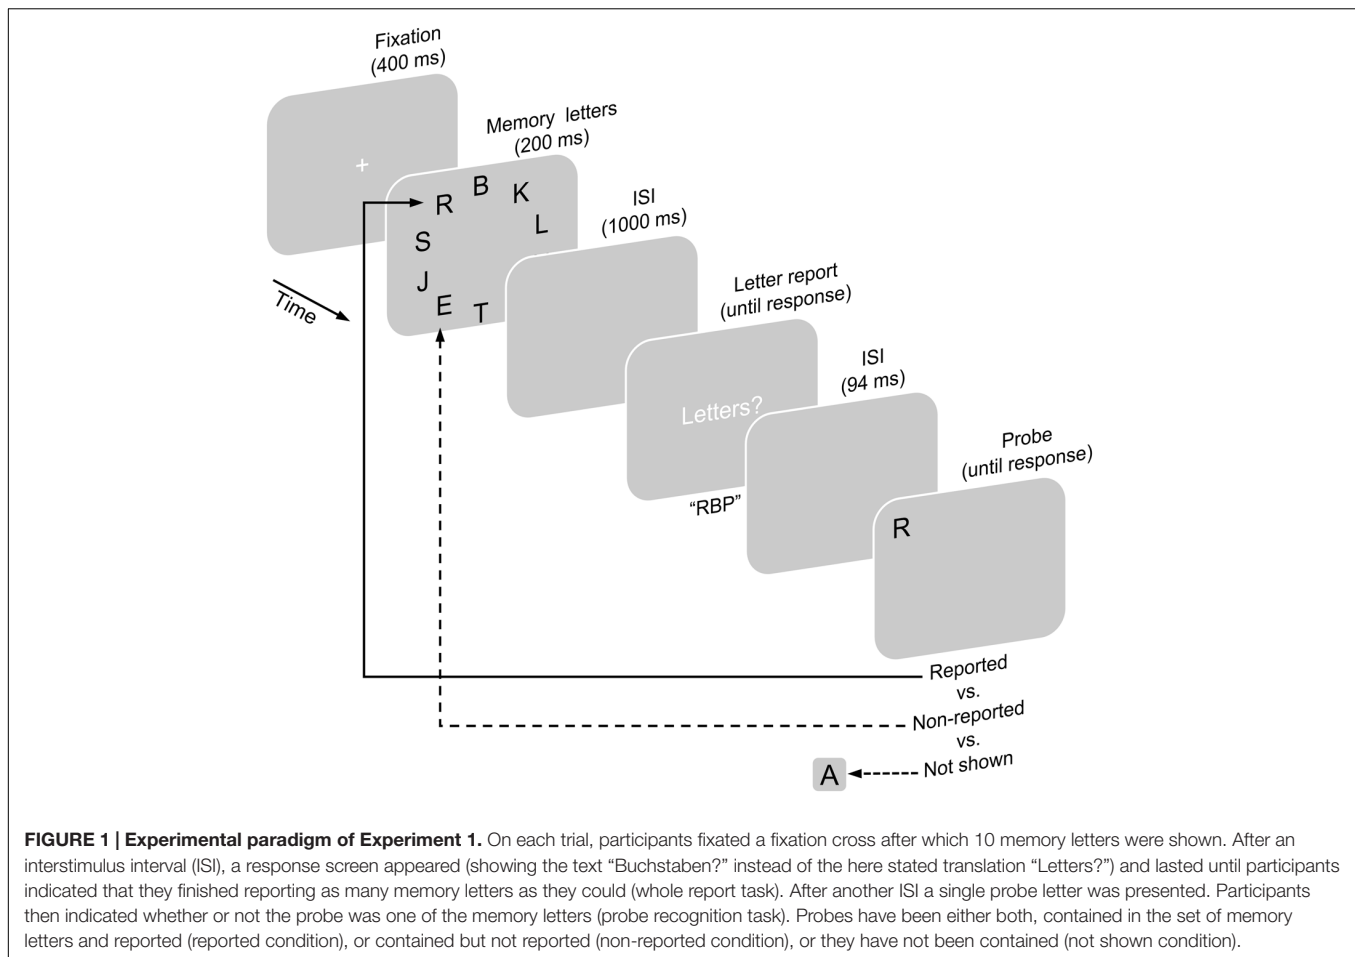 Fixation
(400 ms)
+
Memory letters
(200 ms)
B
R
K
S
L
J
E
T
ISI
(1000 ms)
Letter report
(until response)
Letters?
“RBP”
ISI
(94 ms)
Probe
(until response)
R
Time
Reported
vs.
Non-reported
vs.
Not shown
A
FIGURE 1 | Experimental paradigm of Experiment 1. On each trial, participants fixated a fixation cross after which 10 memory letters were shown. After an
interstimulus interval (ISI), a response screen appeared (showing the text “Buchstaben?” instead of the here stated translation “Letters?”) and lasted until participants
indicated that they finished reporting as many memory letters as they could (whole report task). After another ISI a single probe letter was presented. Participants
then indicated whether or not the probe was one of the memory letters (probe recognition task). Probes have been either both, contained in the set of memory
letters and reported (reported condition), or contained but not reported (non-reported condition), or they have not been contained (not shown condition).